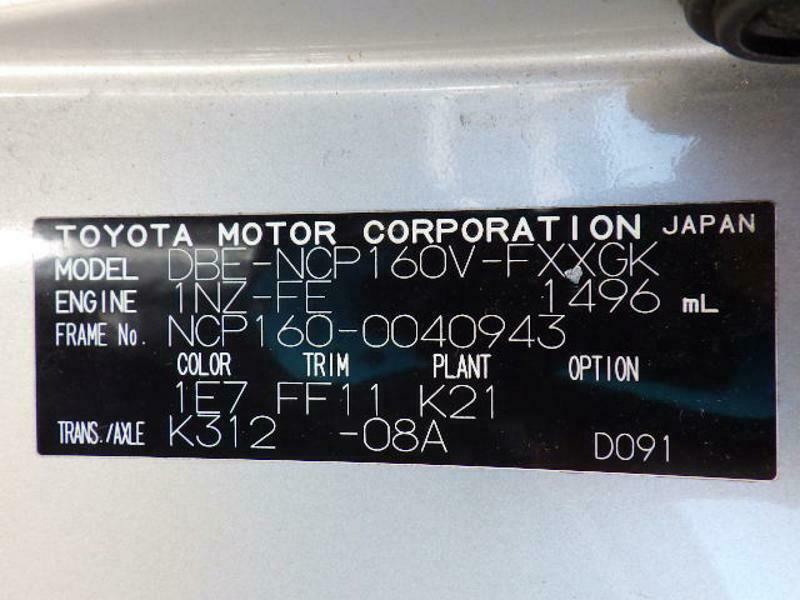 TOYOTA MOTOR CORPORATION JAPAN
MODEL DBE-NCP160V-FXXGK
ENGINE 1NZ-FE 1496 mL
FRAME No. NCP160-0040943
COLOR TRIM PLANT OPTION
1E7 FF11 K21
TRANS./AXLE K312 -08A D091